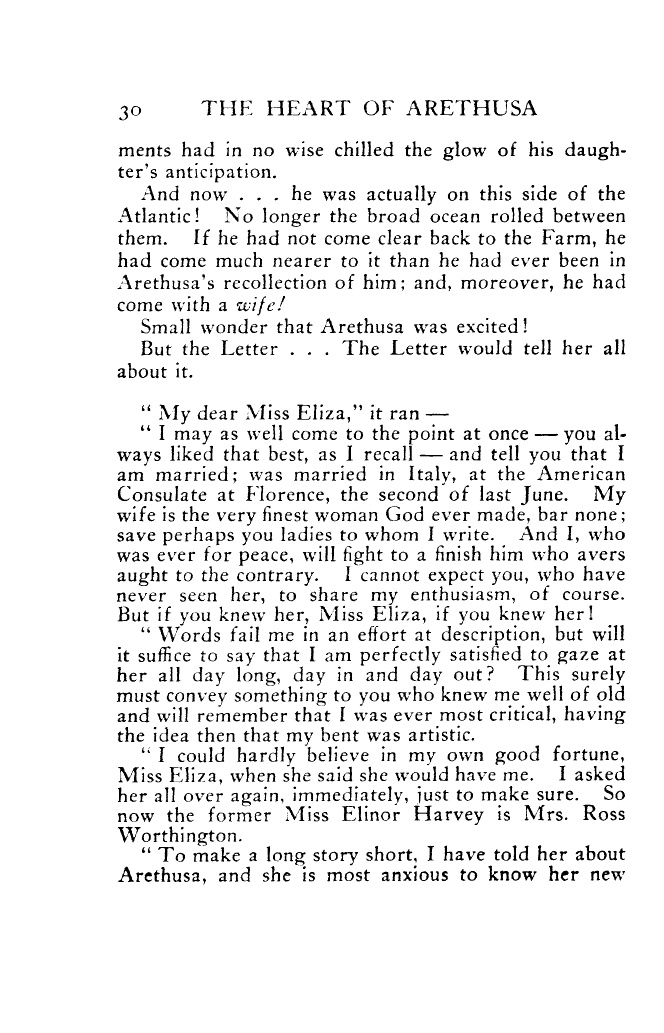 30 THE HEART OF ARETHUSA
ments had in no wise chilled the glow of his daugh-
ter's anticipation.
And now . . . he was actually on this side of the
Atlantic! No longer the broad ocean rolled between
them. If he had not come clear back to the Farm, he
had come much nearer to it than he had ever been in
Arethusa's recollection of him; and, moreover, he had
come with a wife!
Small wonder that Arethusa was excited!
But the Letter . . . The Letter would tell her all
about it.
“ My dear Miss Eliza,” it ran —
“ I may as well come to the point at once — you al-
ways liked that best, as I recall — and tell you that I
am married; was married in Italy, at the American
Consulate at Florence, the second of last June. My
wife is the very finest woman God ever made, bar none;
save perhaps you ladies to whom I write. And I, who
was ever for peace, will fight to a finish him who avers
aught to the contrary. I cannot expect you, who have
never seen her, to share my enthusiasm, of course.
But if you knew her, Miss Eliza, if you knew her!
“ Words fail me in an effort at description, but will
it suffice to say that I am perfectly satisfied to gaze at
her all day long, day in and day out? This surely
must convey something to you who knew me well of old
and will remember that I was ever most critical, having
the idea then that my bent was artistic.
“ I could hardly believe in my own good fortune,
Miss Eliza, when she said she would have me. I asked
her all over again, immediately, just to make sure. So
now the former Miss Elinor Harvey is Mrs. Ross
Worthington.
“ To make a long story short, I have told her about
Arethusa, and she is most anxious to know her new